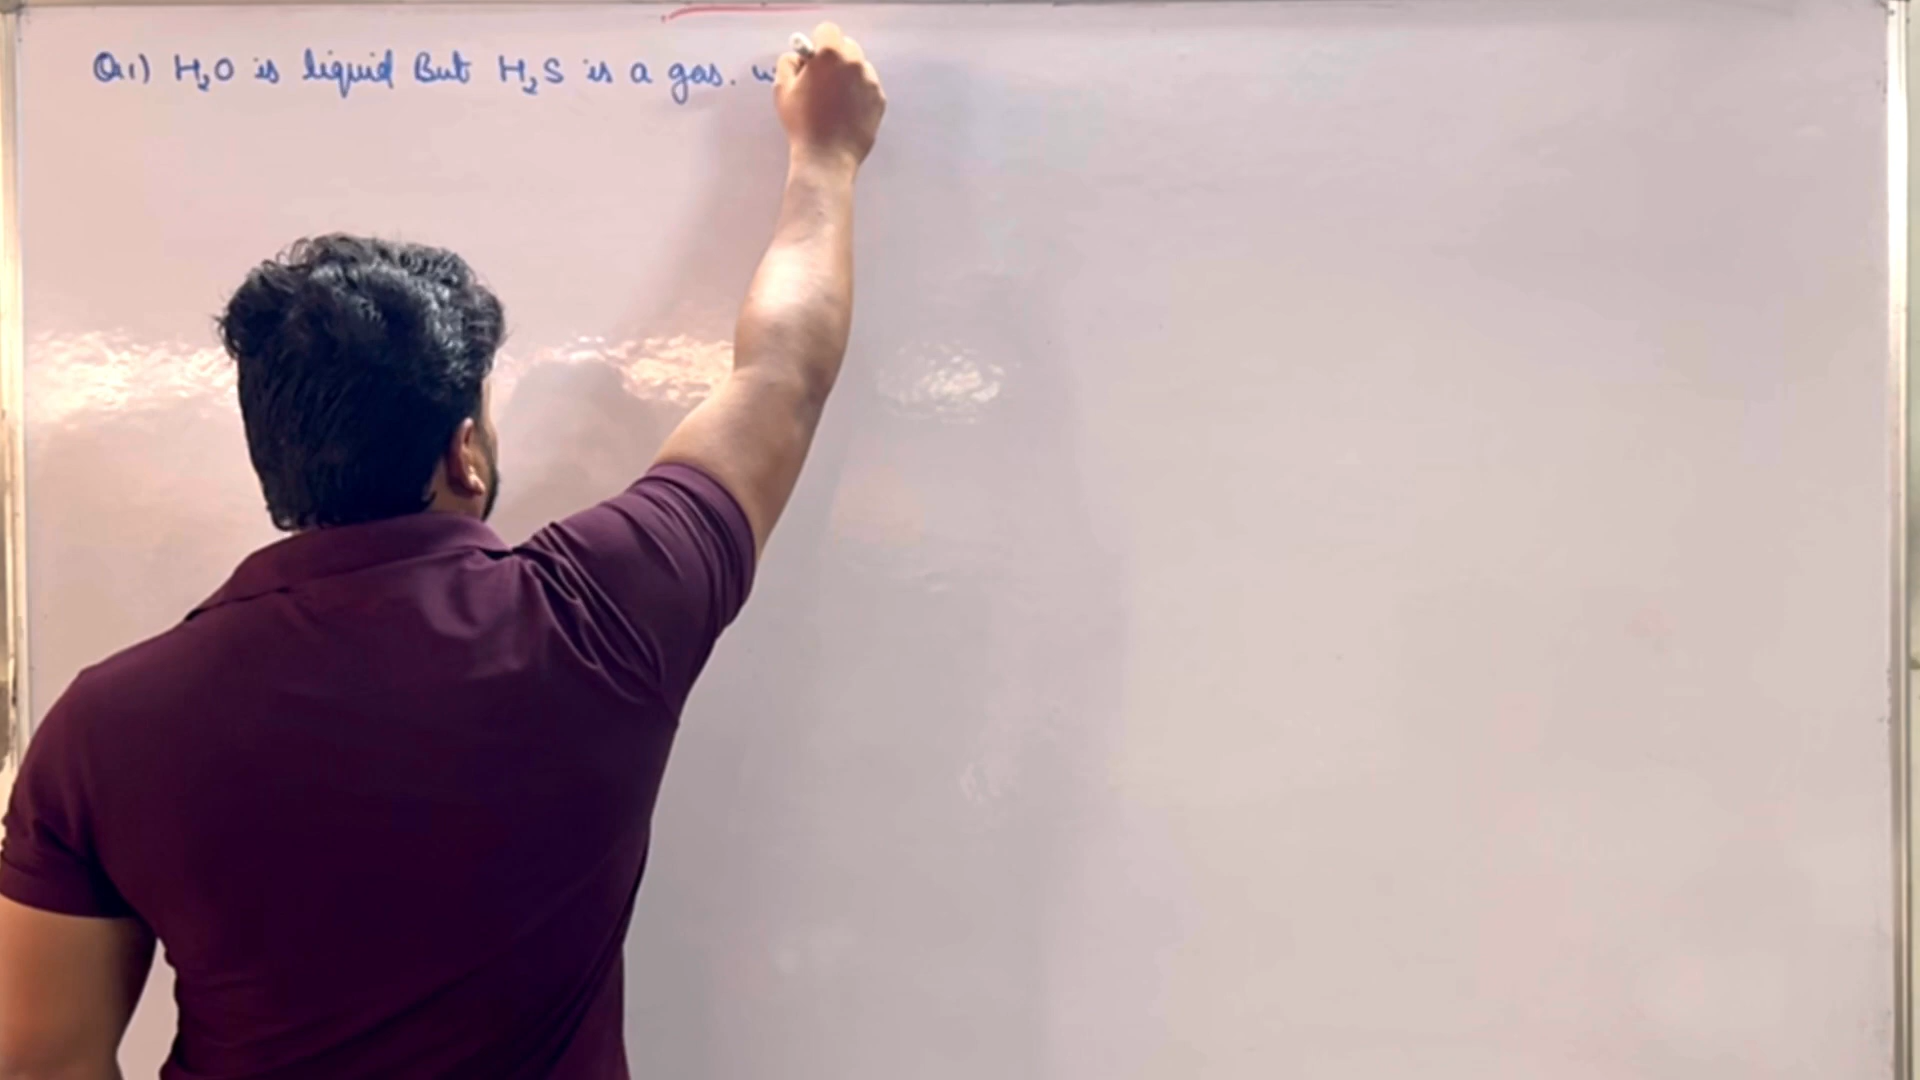 Q1) H₂O is liquid But H₂S is a gas. w